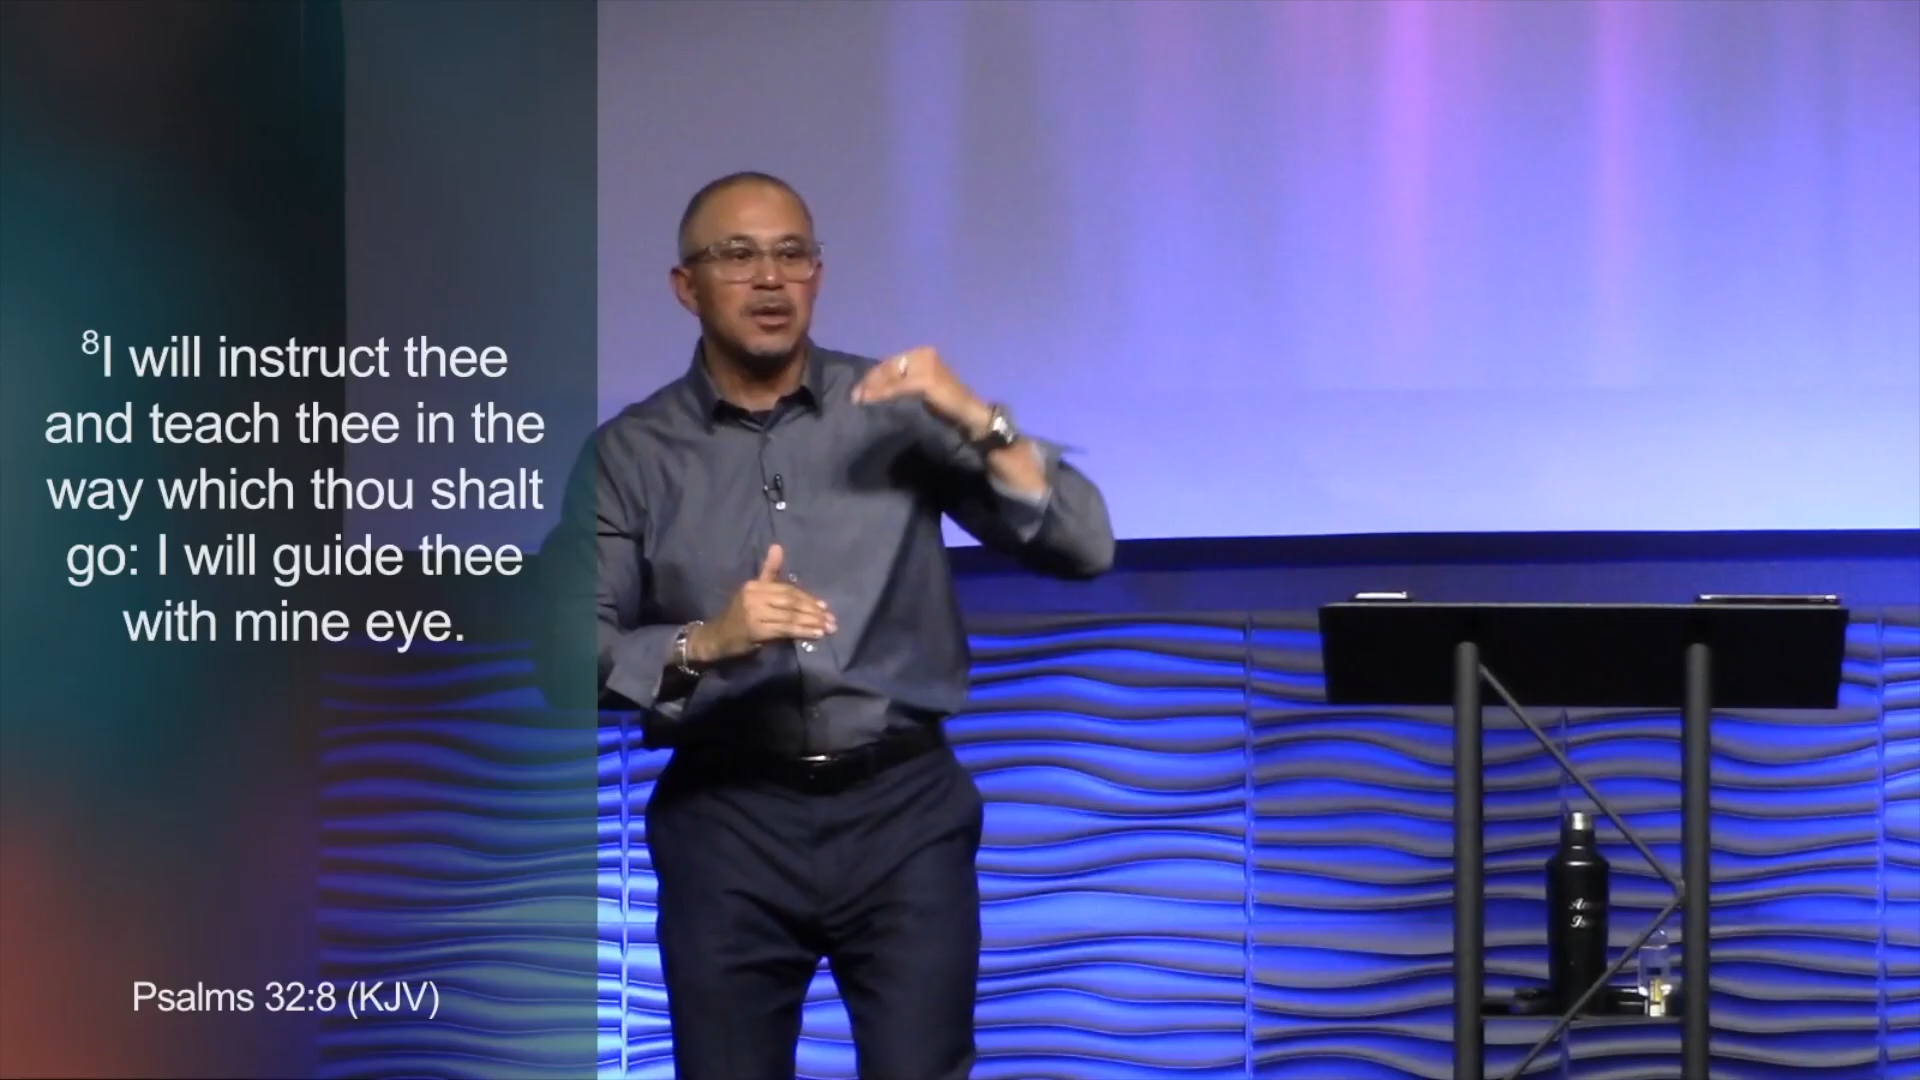 ⁸I will instruct thee
and teach thee in the
way which thou shalt
go: I will guide thee
with mine eye.
Psalms 32:8 (KJV)